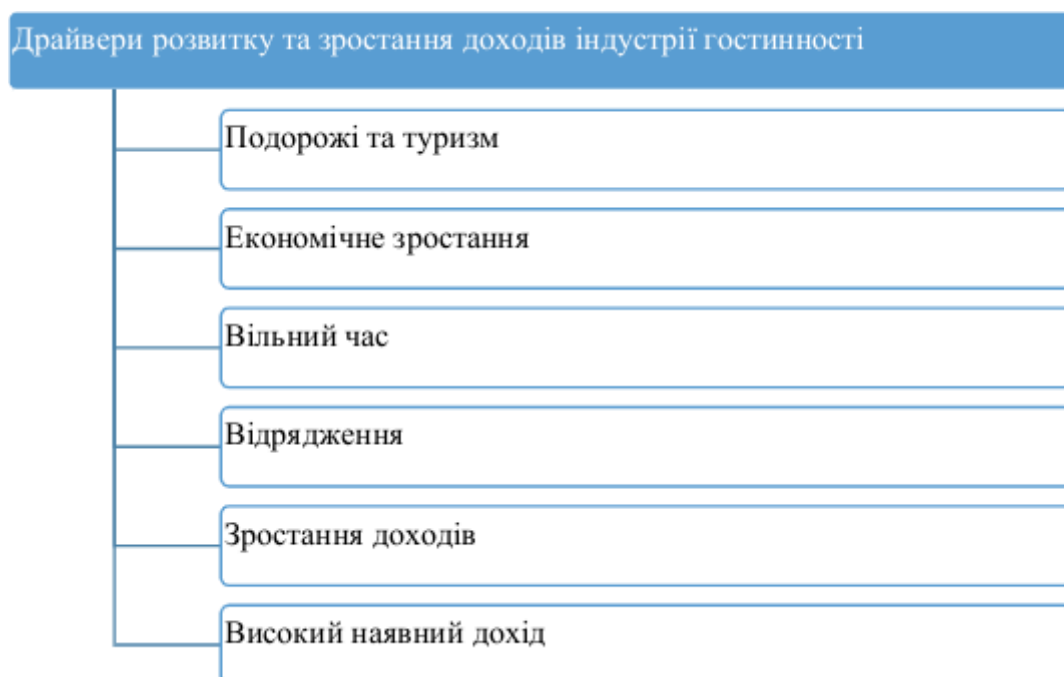 Драйвери розвитку та зростання доходів індустрії гостинності
Подорожі та туризм
Економічне зростання
Вільний час
Відрядження
Зростання доходів
Високий наявний дохід